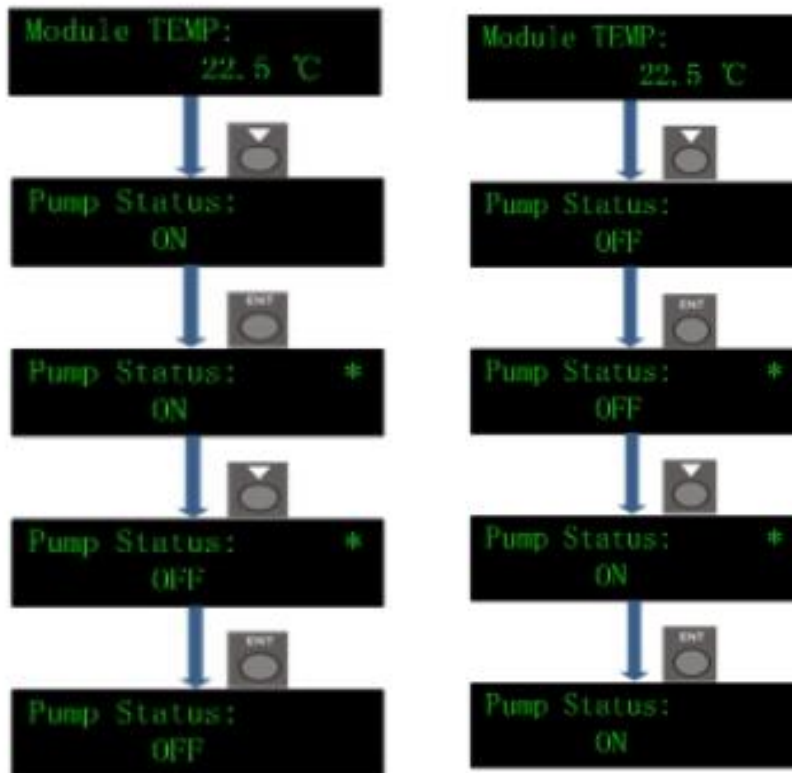 Module TEMP:
22.5 ℃
Pump Status:
ON
ENT
Pump Status: *
ON
Pump Status: *
OFF
ENT
Pump Status:
OFF
Module TEMP:
22.5 ℃
Pump Status:
OFF
ENT
Pump Status: *
OFF
Pump Status: *
ON
ENT
Pump Status:
ON